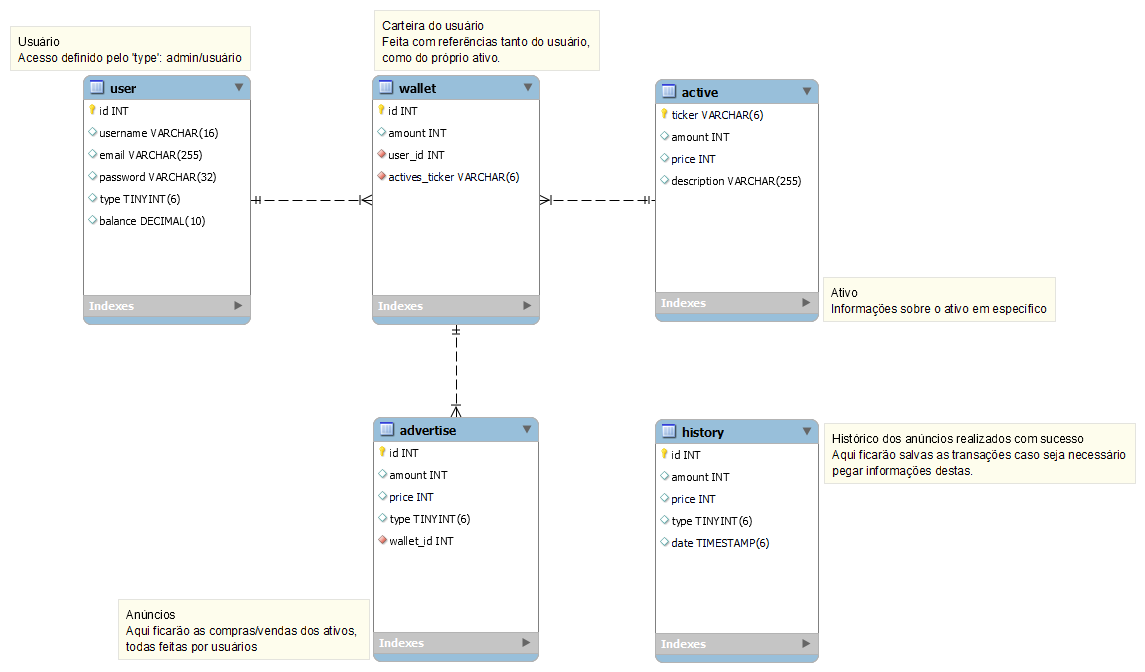 Usuário
Acesso definido pelo 'type': admin/usuário
Carteira do usuário
Feita com referências tanto do usuário,
como do próprio ativo.
user
id INT
username VARCHAR(16)
email VARCHAR(255)
password VARCHAR(32)
type TINYINT(6)
balance DECIMAL(10)
Indexes
wallet
id INT
amount INT
user_id INT
actives_ticker VARCHAR(6)
Indexes
active
ticker VARCHAR(6)
amount INT
price INT
description VARCHAR(255)
Indexes
Ativo
Informações sobre o ativo em específico
advertise
id INT
amount INT
price INT
type TINYINT(6)
wallet_id INT
Indexes
Anúncios
Aqui ficarão as compras/vendas dos ativos,
todas feitas por usuários
history
id INT
amount INT
price INT
type TINYINT(6)
date TIMESTAMP(6)
Indexes
Histórico dos anúncios realizados com sucesso
Aqui ficarão salvas as transações caso seja necessário
pegar informações destas.